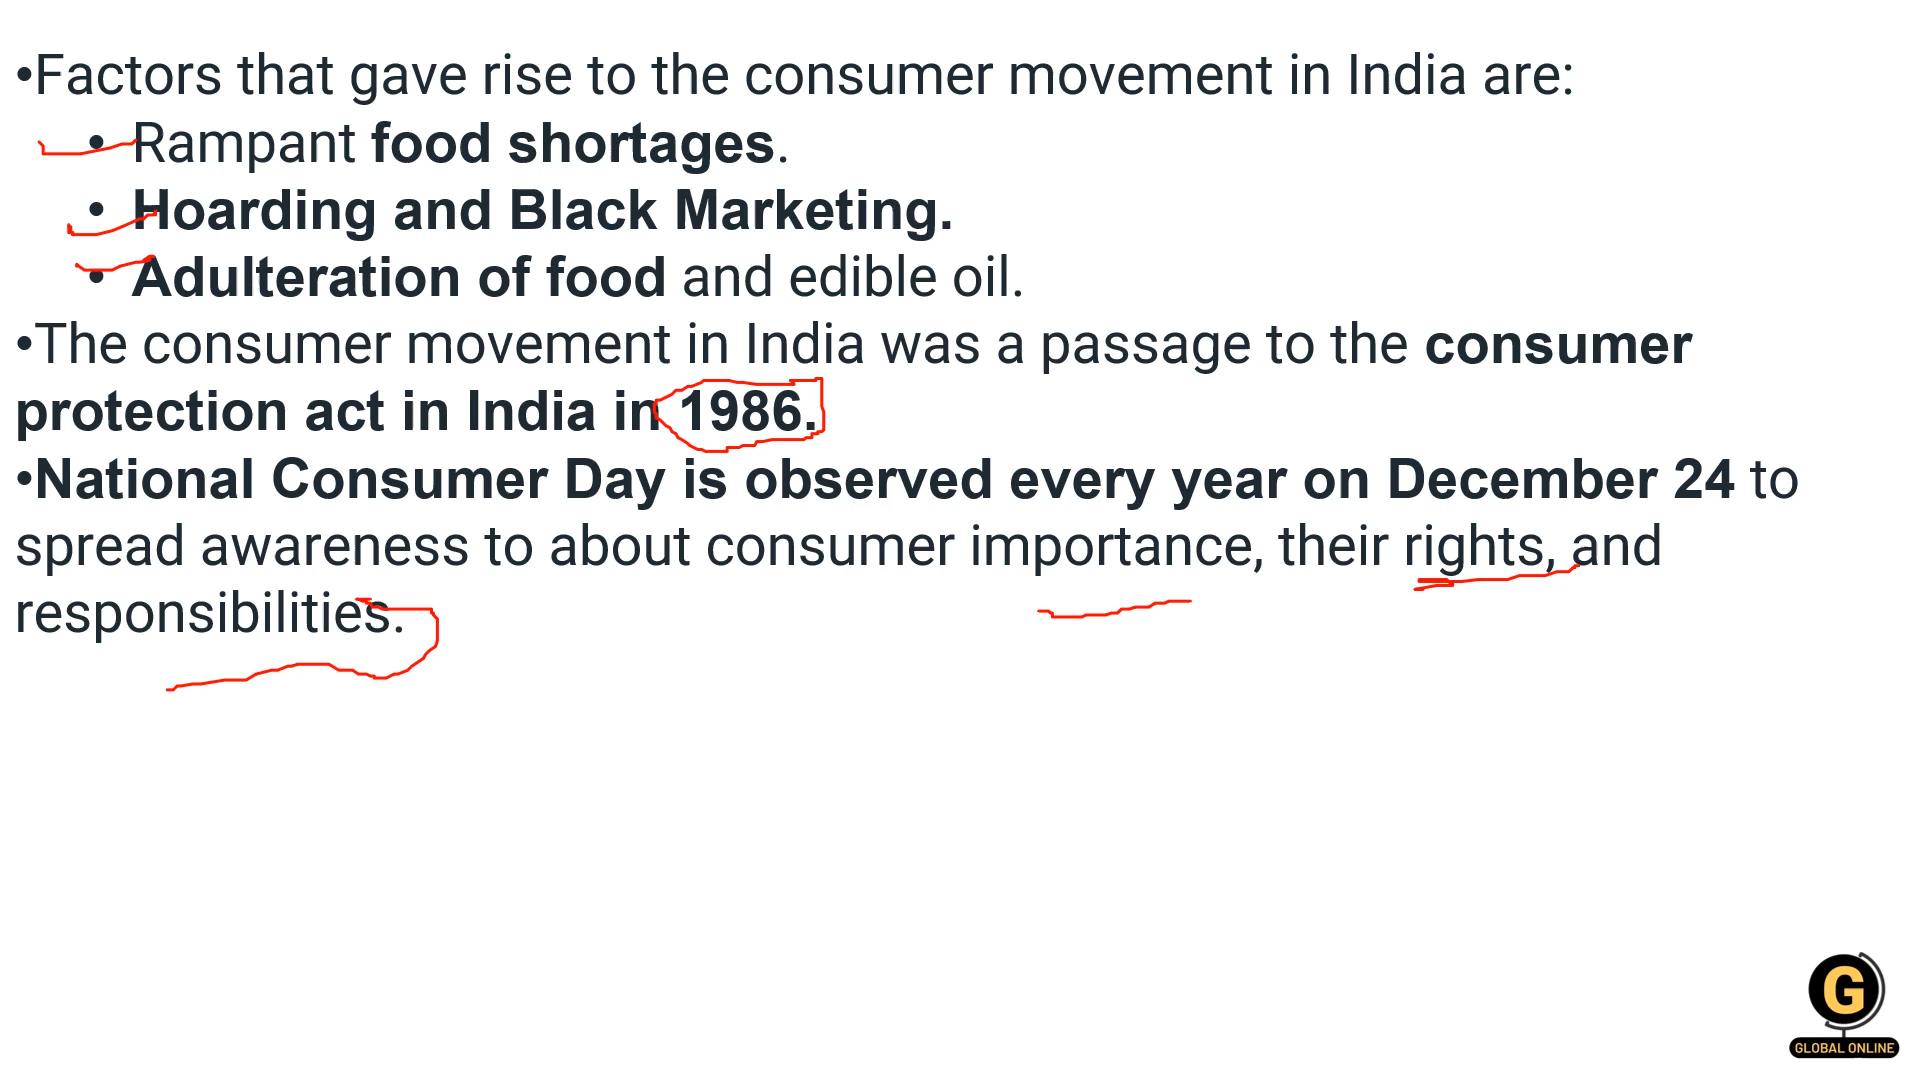 •Factors that gave rise to the consumer movement in India are:
• Rampant food shortages.
• Hoarding and Black Marketing.
• Adulteration of food and edible oil.
•The consumer movement in India was a passage to the consumer
protection act in India in 1986.
•National Consumer Day is observed every year on December 24 to
spread awareness to about consumer importance, their rights, and
responsibilities.
G
GLOBAL ONLINE